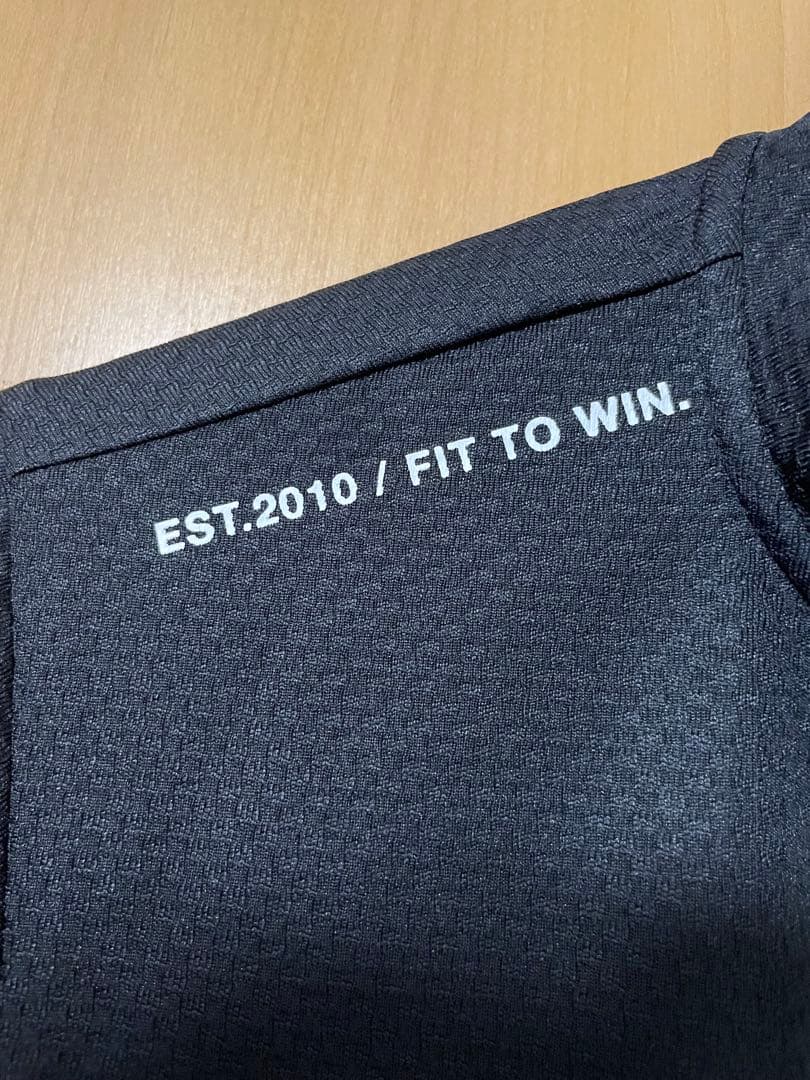 EST.2010 / FIT TO WIN.